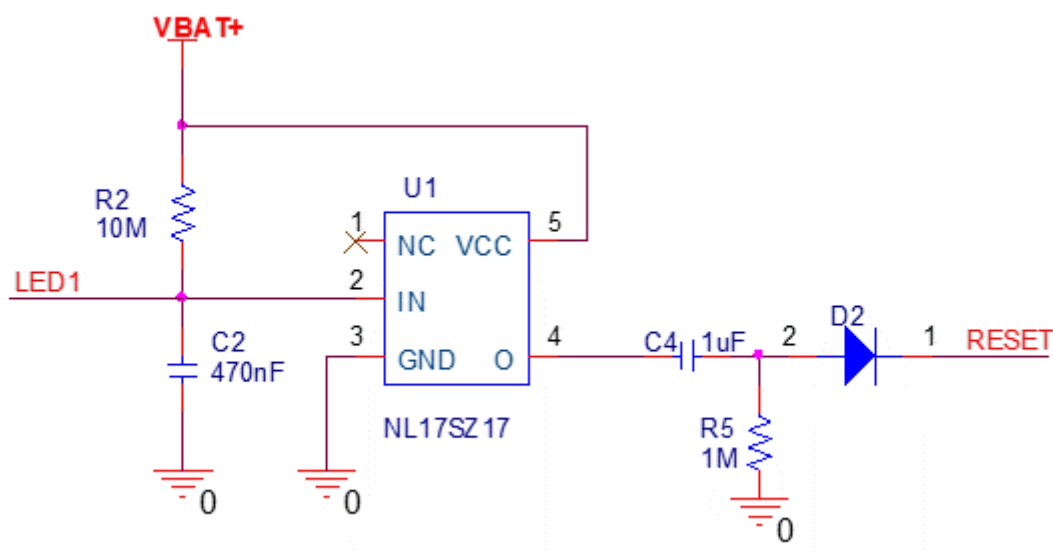 VBAT+
R2
10M
U1
1
NC
VCC
5
LED1
2
IN
C2
470nF
3
GND
O
4
C4
1uF
2
D2
1
RESET
NL17SZ17
R5
1M
0
0
0